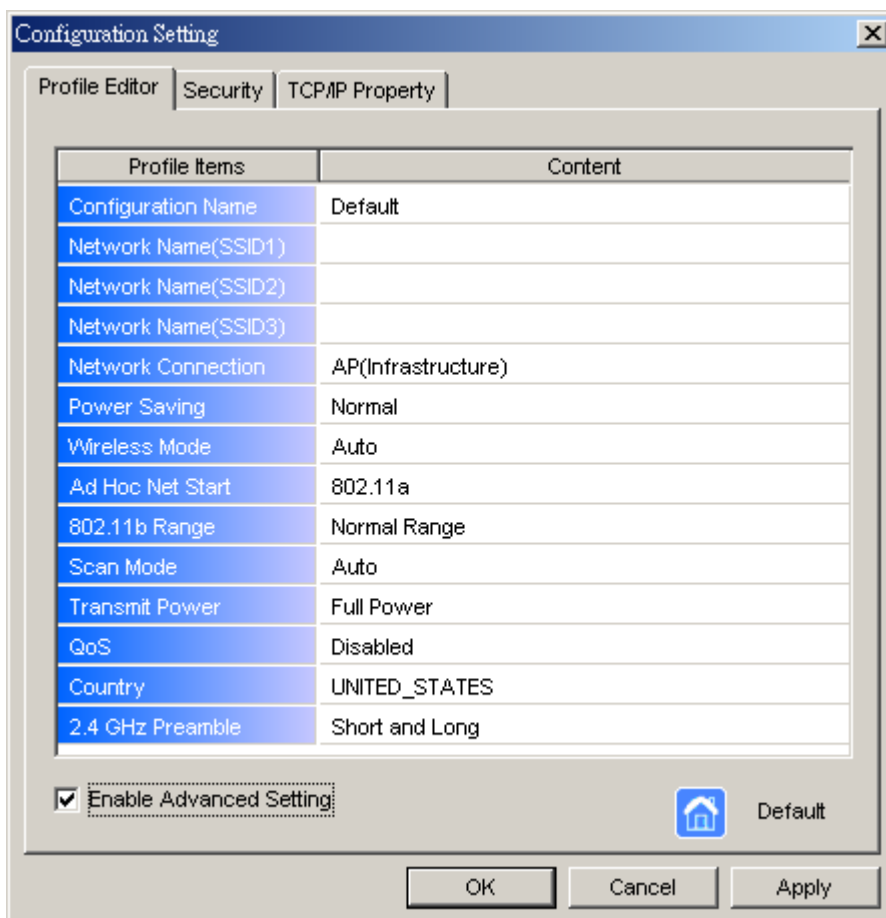 Configuration Setting
Profile Editor Security TCP/IP Property
Profile Items Content
Configuration Name Default
Network Name(SSID1)
Network Name(SSID2)
Network Name(SSID3)
Network Connection AP(Infrastructure)
Power Saving Normal
Wireless Mode Auto
Ad Hoc Net Start 802.11a
802.11b Range Normal Range
Scan Mode Auto
Transmit Power Full Power
QoS Disabled
Country UNITED_STATES
2.4 GHz Preamble Short and Long
Enable Advanced Setting Default
OK Cancel Apply